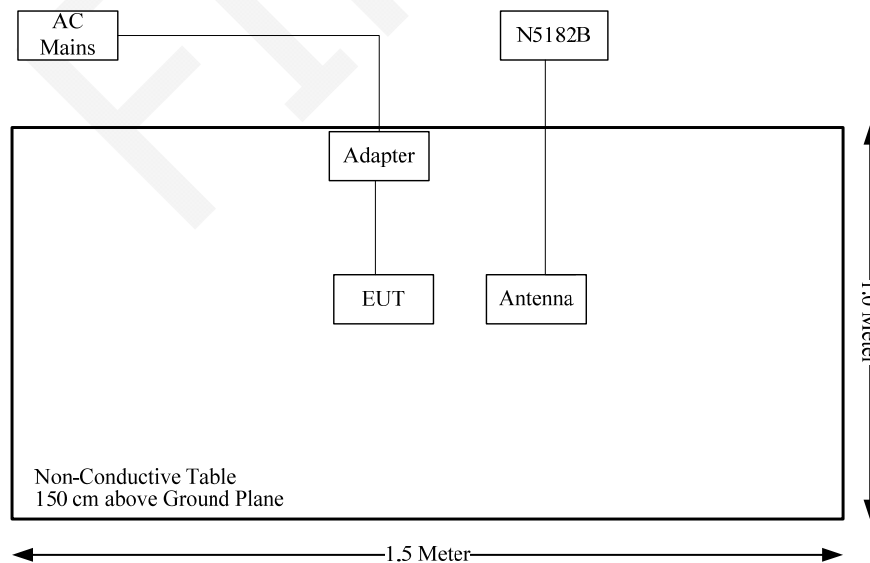 AC
Mains
N5182B
Adapter
EUT
Antenna
Non-Conductive Table
150 cm above Ground Plane
1.5 Meter